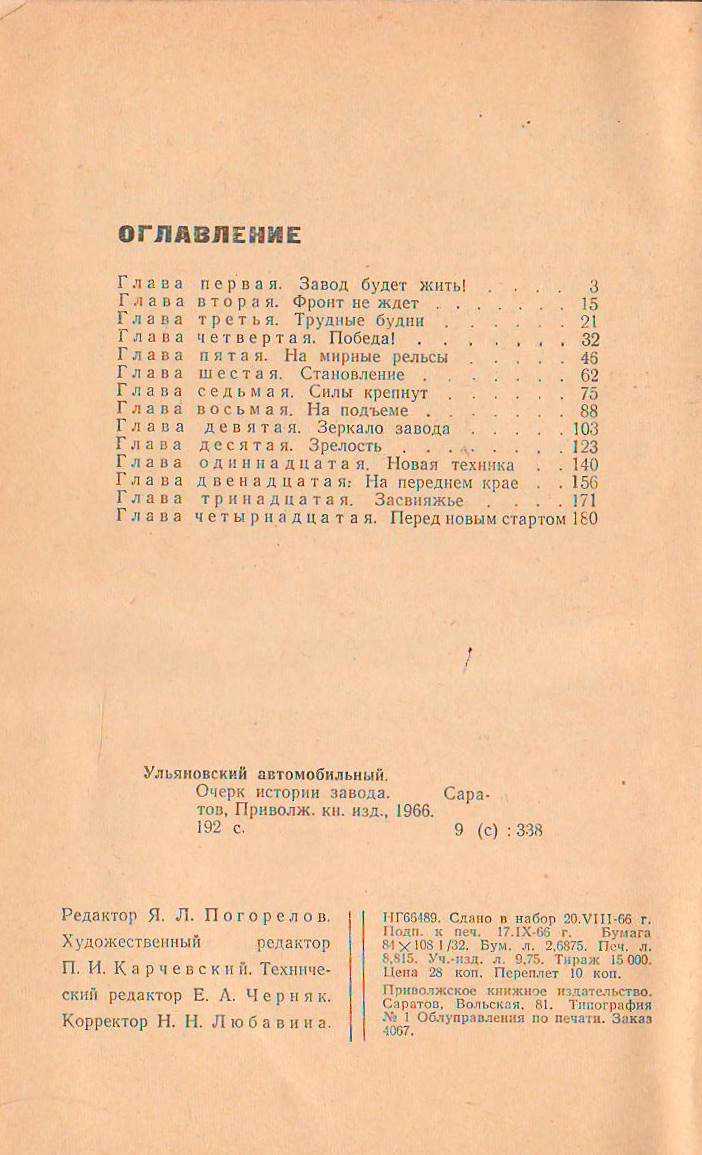 ОГЛАВЛЕНИЕ
Глава первая. Завод будет жить! . . . . 3
Глава вторая. Фронт не ждет . . . . . . . 15
Глава третья. Трудные будни . . . . . . 21
Глава четвертая. Победа! . . . . . . . 32
Глава пятая. На мирные рельсы . . . . . 46
Глава шестая. Становление . . . . . . . 62
Глава седьмая. Силы крепнут . . . . . . 75
Глава восьмая. На подъеме . . . . . . . 88
Глава девятая. Зеркало завода . . . . . 103
Глава десятая. Зрелость . . . . . . . . 123
Глава одиннадцатая. Новая техника . . 140
Глава двенадцатая. На переднем крае . . 156
Глава тринадцатая. Засвияжье . . . . . 171
Глава четырнадцатая. Перед новым стартом 180
Ульяновский автомобильный.
Очерк истории завода. Сара-
тов, Приволж. кн. изд., 1966.
192 с. 9 (с) : 338
Редактор Я. Л. Погорелов.
Художественный редактор
П. И. Карчевский. Техниче-
ский редактор Е. А. Черняк.
Корректор Н. Н. Любавина.
НГ66489. Сдано в набор 20.VIII-66 г.
Подп. к печ. 17.IX-66 г. Бумага
84×108 1/32. Бум. л. 2,6875. Печ. л.
8,815. Уч.-изд. л. 9,75. Тираж 15 000.
Цена 28 коп. Переплет 10 коп.
Приволжское книжное издательство.
Саратов, Вольская, 81. Типография
№ 1 Облуправления по печати. Заказ
4067.